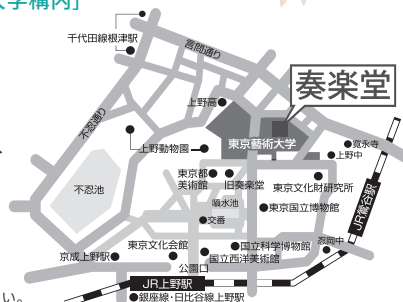 大学構内」
千代田線根津駅
言問通り
奏楽堂
不忍通り
上野高
東京藝術大学
寛永寺
上野中
上野動物園
東京都
美術館
旧奏楽堂
東京文化財研究所
JR鶯谷駅
不忍池
噴水池
東京国立博物館
交番
忍岡中
京成上野駅
東京文化会館
国立科学博物館
国立西洋美術館
公園口
JR上野駅
い。
銀座線・日比谷線上野駅